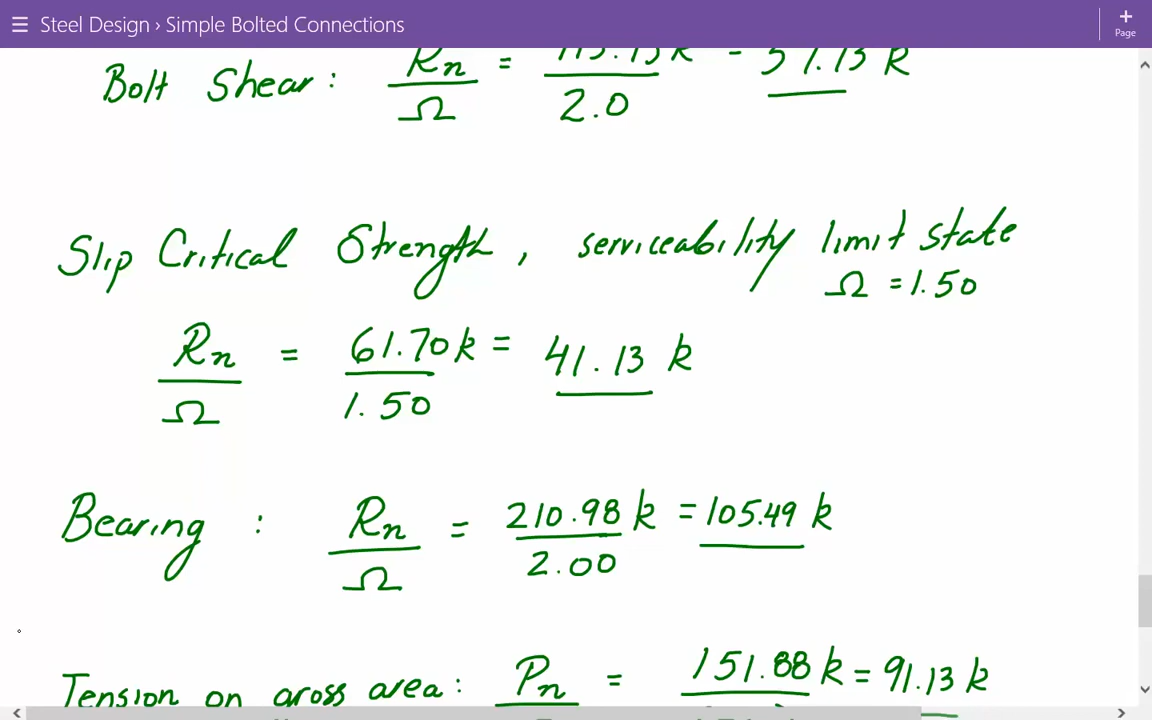 Steel Design › Simple Bolted Connections
Page
Bolt Shear: Rn/Ω = /2.0 = k
Slip Critical Strength, serviceability limit state
Ω = 1.50
Rn/Ω = 61.70 k/1.50 = 41.13 k
Bearing : Rn/Ω = 210.98 k/2.00 = 105.49 k
Tension on gross area: Pn = 151.88 k = 91.13 k